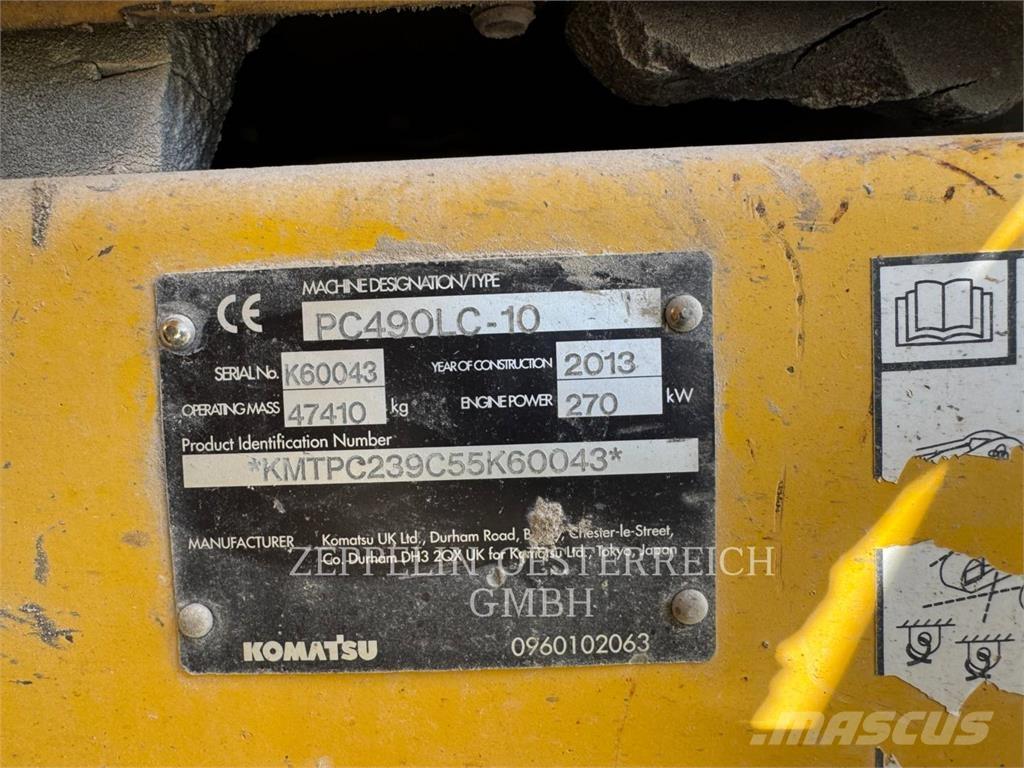 CE
MACHINE DESIGNATION/TYPE
PC490LC-10
SERIAL No. K60043 YEAR OF CONSTRUCTION 2013
OPERATING MASS 47410 kg ENGINE POWER 270 kW
Product Identification Number
*KMTPC239C55K60043*
MANUFACTURER Komatsu UK Ltd., Durham Road, Chester-le-Street,
Co. Durham DH3 2QX UK for Komatsu Ltd., Tokyo, Japan
ZEPPELIN OESTERREICH
GMBH
KOMATSU 0960102063
MASCUS